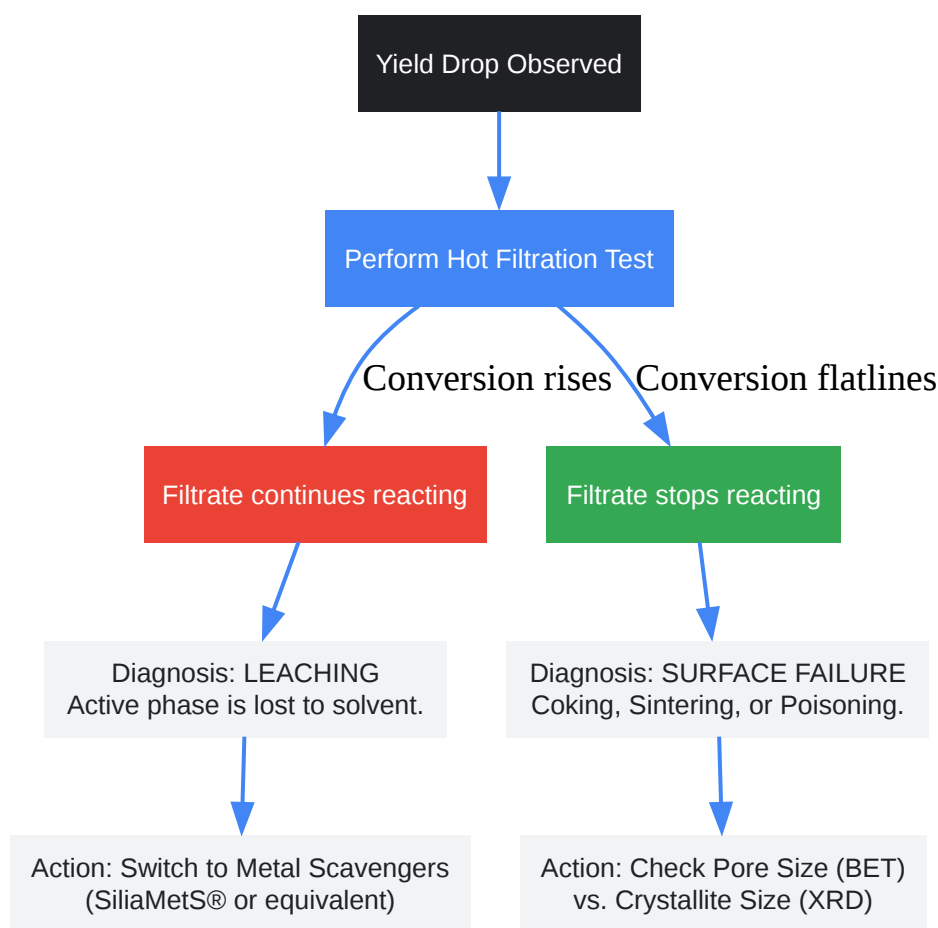 Yield Drop Observed
Perform Hot Filtration Test
Conversion rises
Conversion flatlines
Filtrate continues reacting
Filtrate stops reacting
Diagnosis: LEACHING
Active phase is lost to solvent.
Diagnosis: SURFACE FAILURE
Coking, Sintering, or Poisoning.
Action: Switch to Metal Scavengers
(SiliaMetS® or equivalent)
Action: Check Pore Size (BET)
vs. Crystallite Size (XRD)